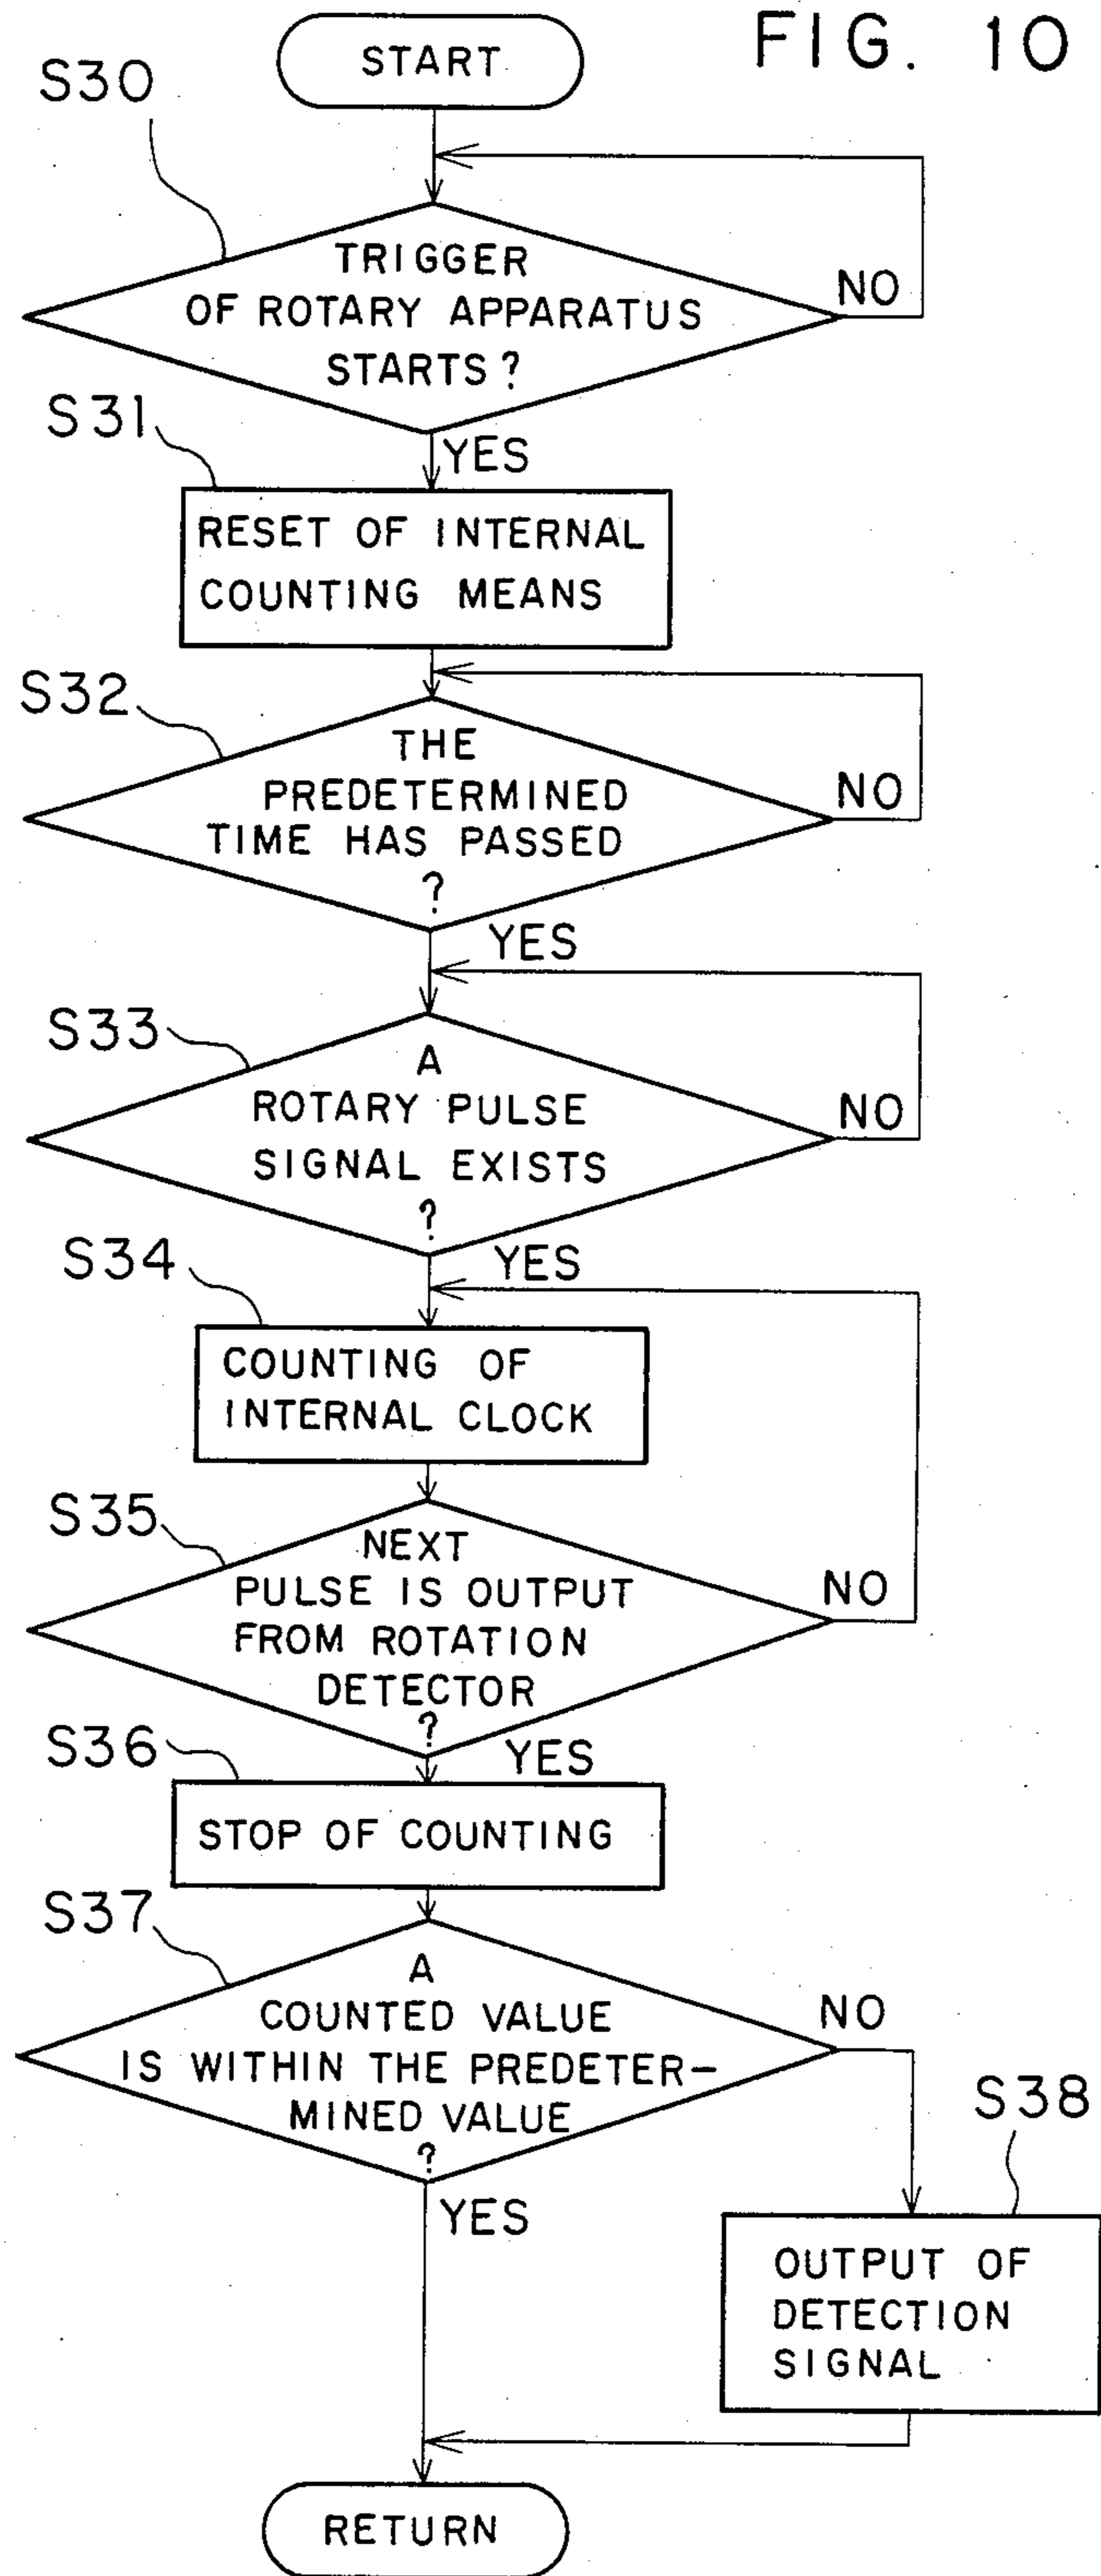 FIG. 10
START
S30
TRIGGER
OF ROTARY APPARATUS
STARTS?
NO
S31
YES
RESET OF INTERNAL
COUNTING MEANS
S32
THE
PREDETERMINED
TIME HAS PASSED
?
NO
YES
S33
A
ROTARY PULSE
SIGNAL EXISTS
?
NO
S34
YES
COUNTING OF
INTERNAL CLOCK
S35
NEXT
PULSE IS OUTPUT
FROM ROTATION
DETECTOR
?
NO
S36
YES
STOP OF COUNTING
S37
A
COUNTED VALUE
IS WITHIN THE PREDETER-
MINED VALUE
?
NO
YES
S38
OUTPUT OF
DETECTION
SIGNAL
RETURN